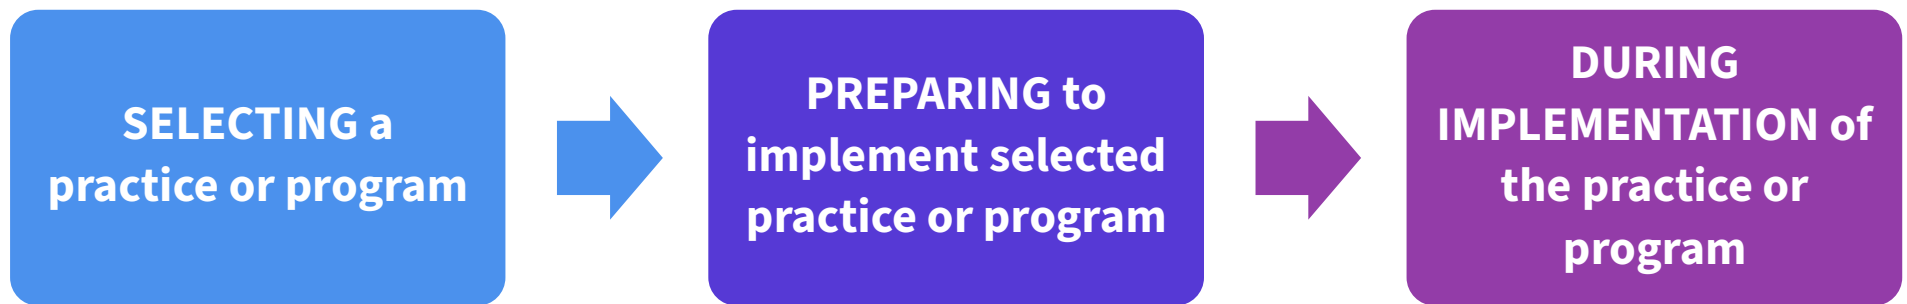 SELECTING a
practice or program
PREPARING to
implement selected
practice or program
DURING
IMPLEMENTATION of
the practice or
program